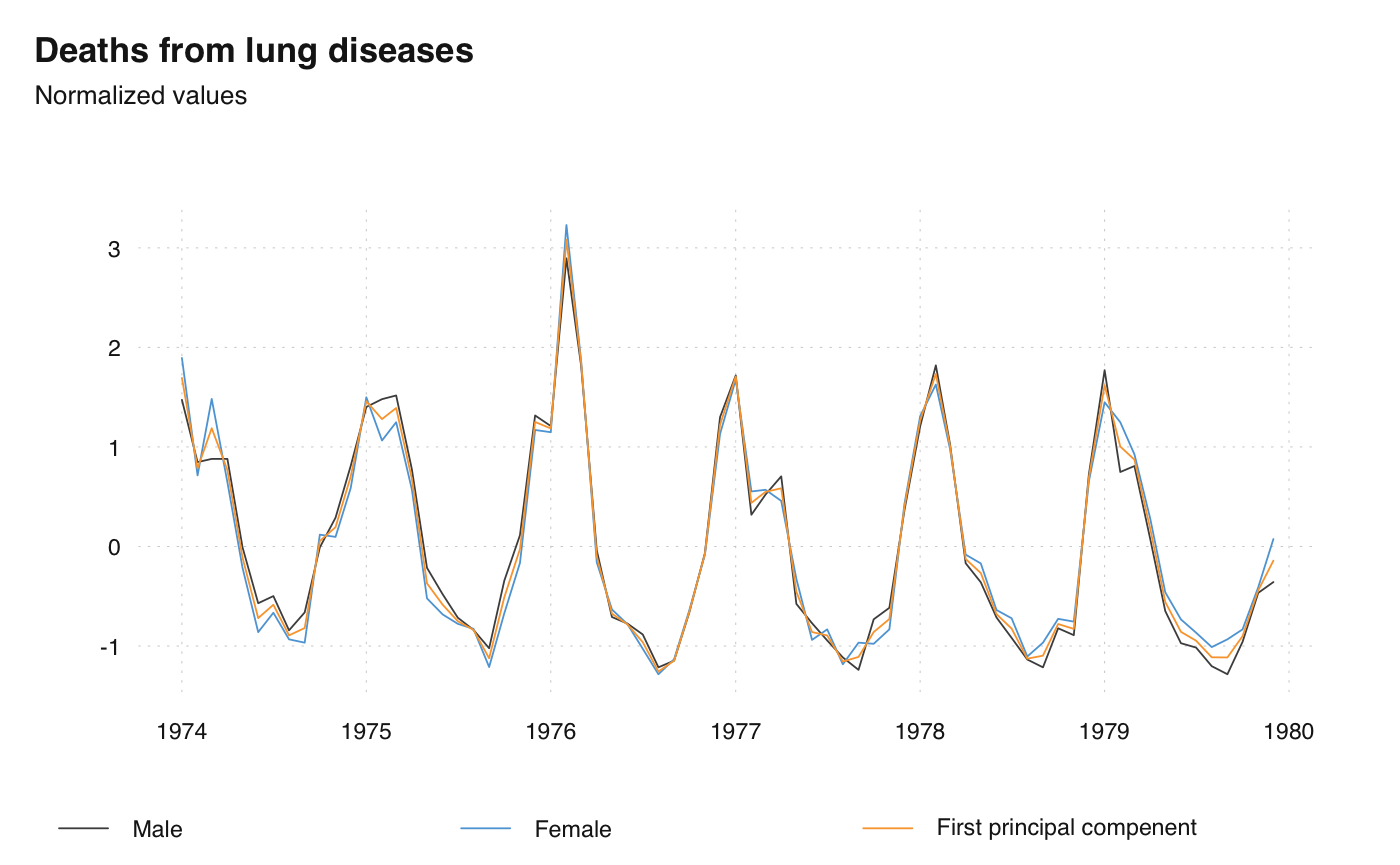 Deaths from lung diseases
Normalized values
3
2
1
0
-1
1974 1975 1976 1977 1978 1979 1980
Male Female First principal compenent